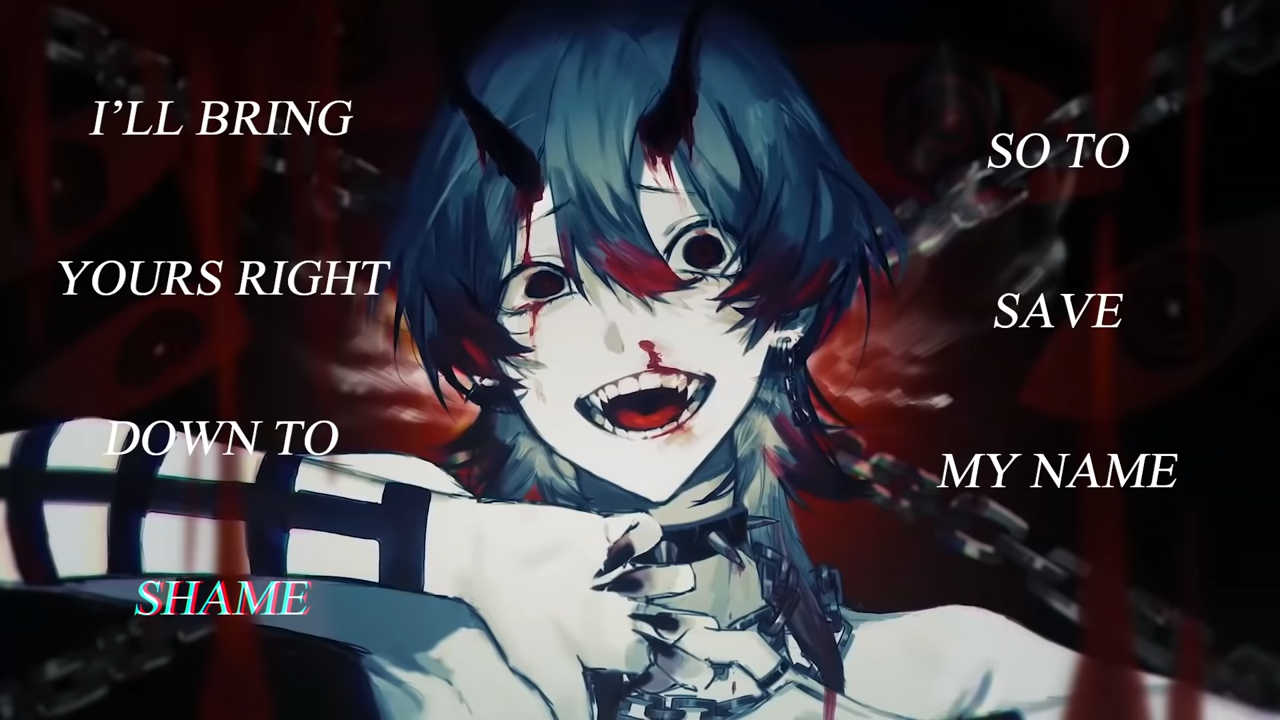 I’LL BRING
YOURS RIGHT
DOWN TO
SHAME
SO TO
SAVE
MY NAME